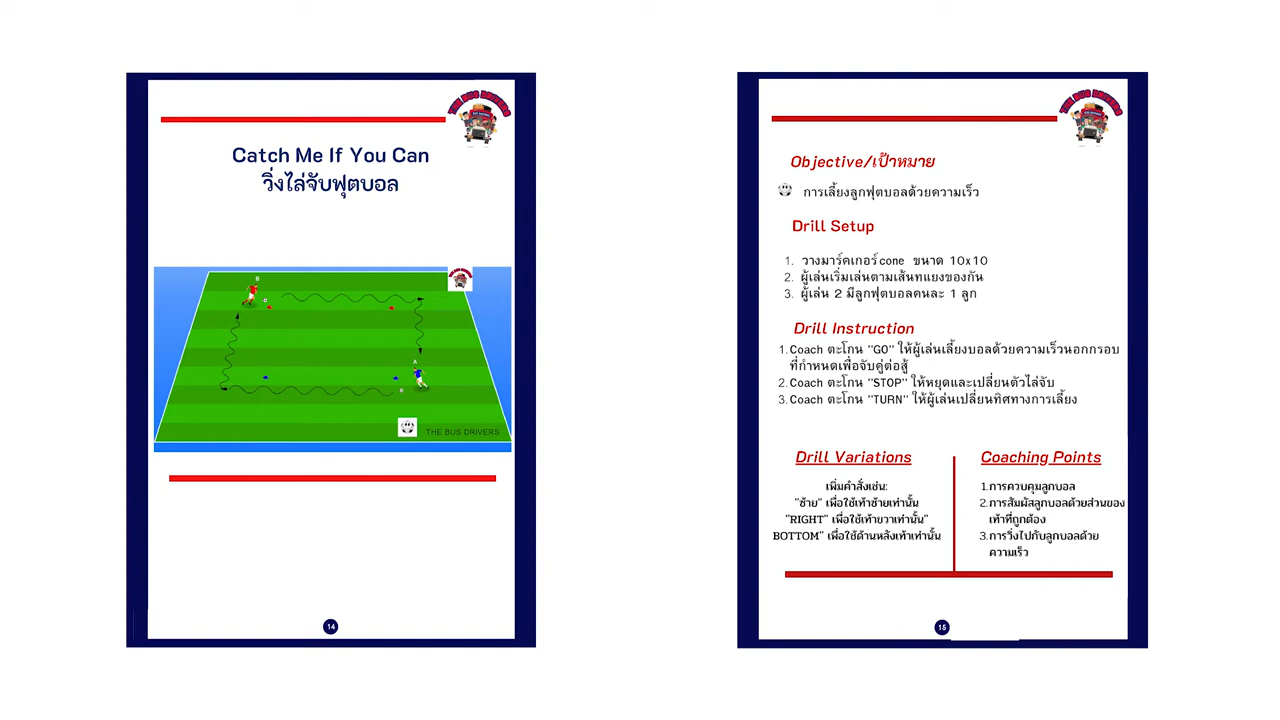 THE BUS DRIVERS
Catch Me If You Can
วิ่งไล่จับฟุตบอล
B
A
THE BUS DRIVERS
14
THE BUS DRIVERS
Objective/เป้าหมาย
การเลี้ยงลูกฟุตบอลด้วยความเร็ว
Drill Setup
1. วางมาร์คเกอร์ cone ขนาด 10x10
2. ผู้เล่นเริ่มเล่นตามเส้นทแยงของกัน
3. ผู้เล่น 2 มีลูกฟุตบอลคนละ 1 ลูก
Drill Instruction
1. Coach ตะโกน "GO" ให้ผู้เล่นเลี้ยงบอลด้วยความเร็วนอกกรอบ
ที่กำหนดเพื่อจับคู่ต่อสู้
2. Coach ตะโกน "STOP" ให้หยุดและเปลี่ยนตัวไล่จับ
3. Coach ตะโกน "TURN" ให้ผู้เล่นเปลี่ยนทิศทางการเลี้ยง
Drill Variations
เพิ่มคำสั่งเช่น:
"ซ้าย" เพื่อใช้เท้าซ้ายเท่านั้น
"RIGHT" เพื่อใช้เท้าขวาเท่านั้น"
BOTTOM" เพื่อใช้ด้านหลังเท้าเท่านั้น
Coaching Points
1.การควบคุมลูกบอล
2.การสัมผัสลูกบอลด้วยส่วนของ
เท้าที่ถูกต้อง
3.การวิ่งไปกับลูกบอลด้วย
ความเร็ว
15